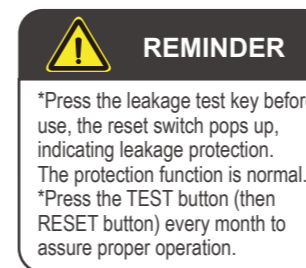 REMINDER
*Press the leakage test key before
use, the reset switch pops up,
indicating leakage protection.
The protection function is normal.
*Press the TEST button (then
RESET button) every month to
assure proper operation.